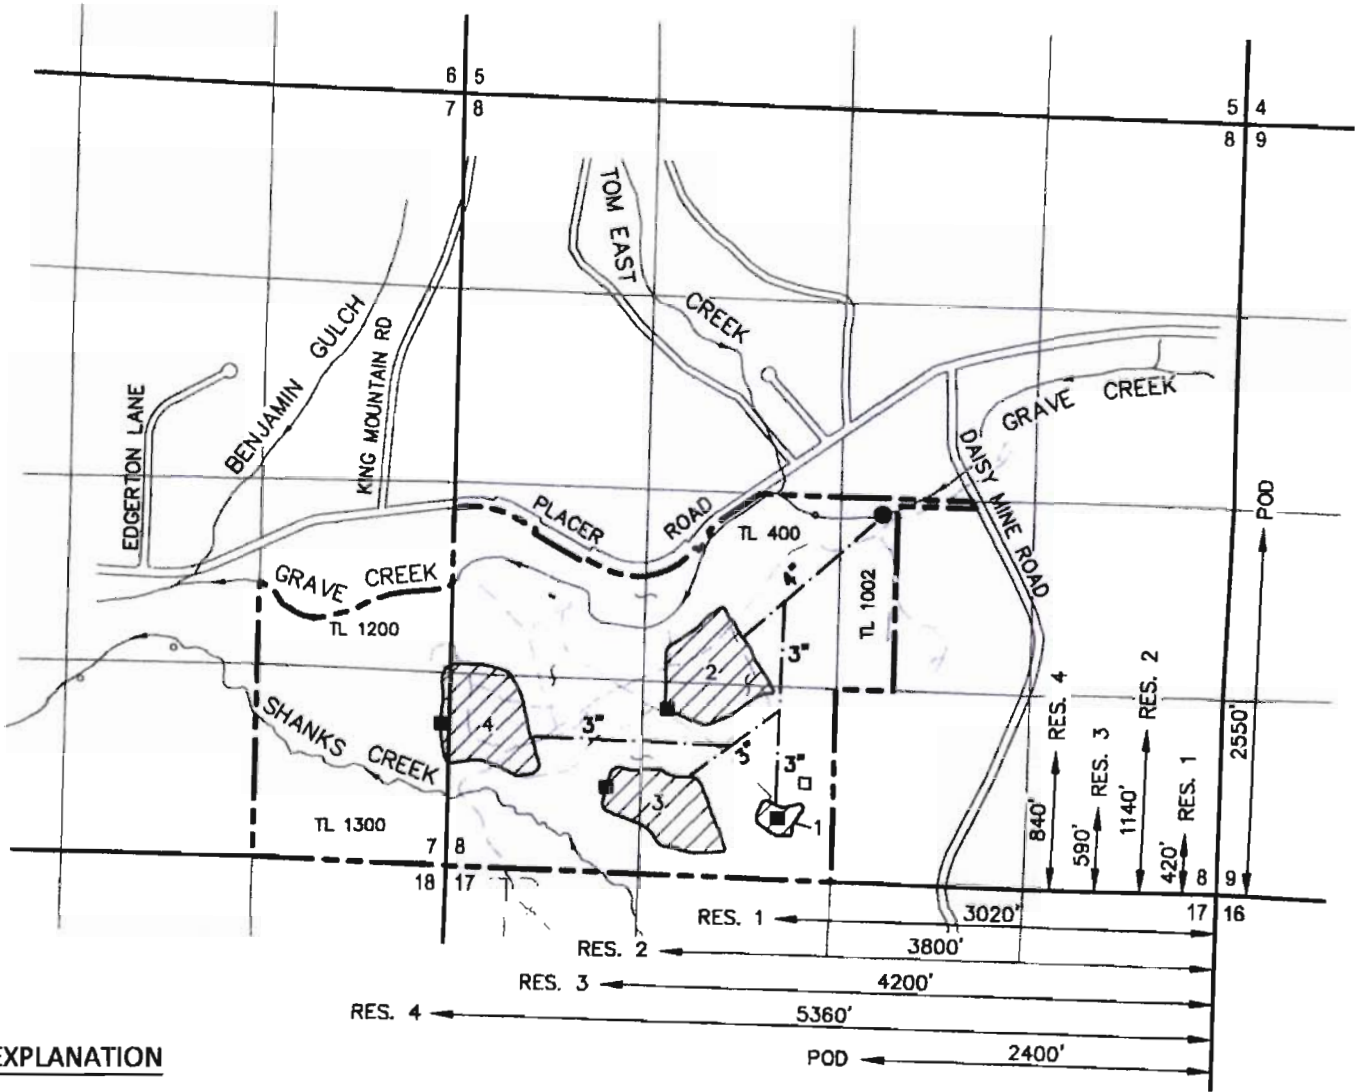 6 5
7 8
5 4
8 9
TOM EAST
CREEK
BENJAMIN GULCH
KING MOUNTAIN RD
EDGERTON LANE
GRAVE CREEK
DAISY MINE ROAD
PLACER ROAD
TL 400
POD
GRAVE CREEK
TL 1200
4"
TL 1002
3"
2
SHANKS CREEK
4
3"
3"
3"
3
1
TL 1300
840'
RES. 4
590'
RES. 3
1140'
RES. 2
420'
RES. 1
2550'
7 8
18 17
8 9
17 16
RES. 1 3020'
RES. 2 3800'
RES. 3 4200'
RES. 4 5360'
POD 2400'
EXPLANATION